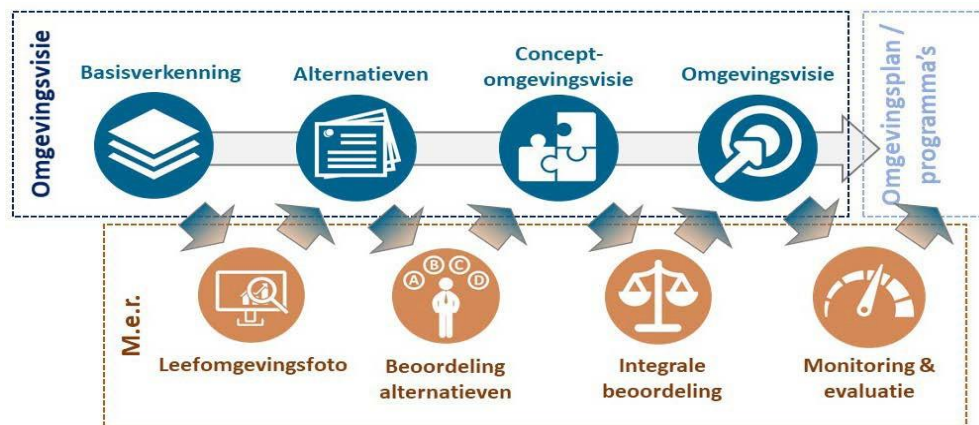 Omgevingsvisie
Basisverkenning
Alternatieven
Concept-
omgevingsvisie
Omgevingsvisie
Omgevingsplan /
programma's
M.e.r.
Leefomgevingsfoto
A
B
C
D
Beoordeling
alternatieven
Integrale
beoordeling
Monitoring &
evaluatie